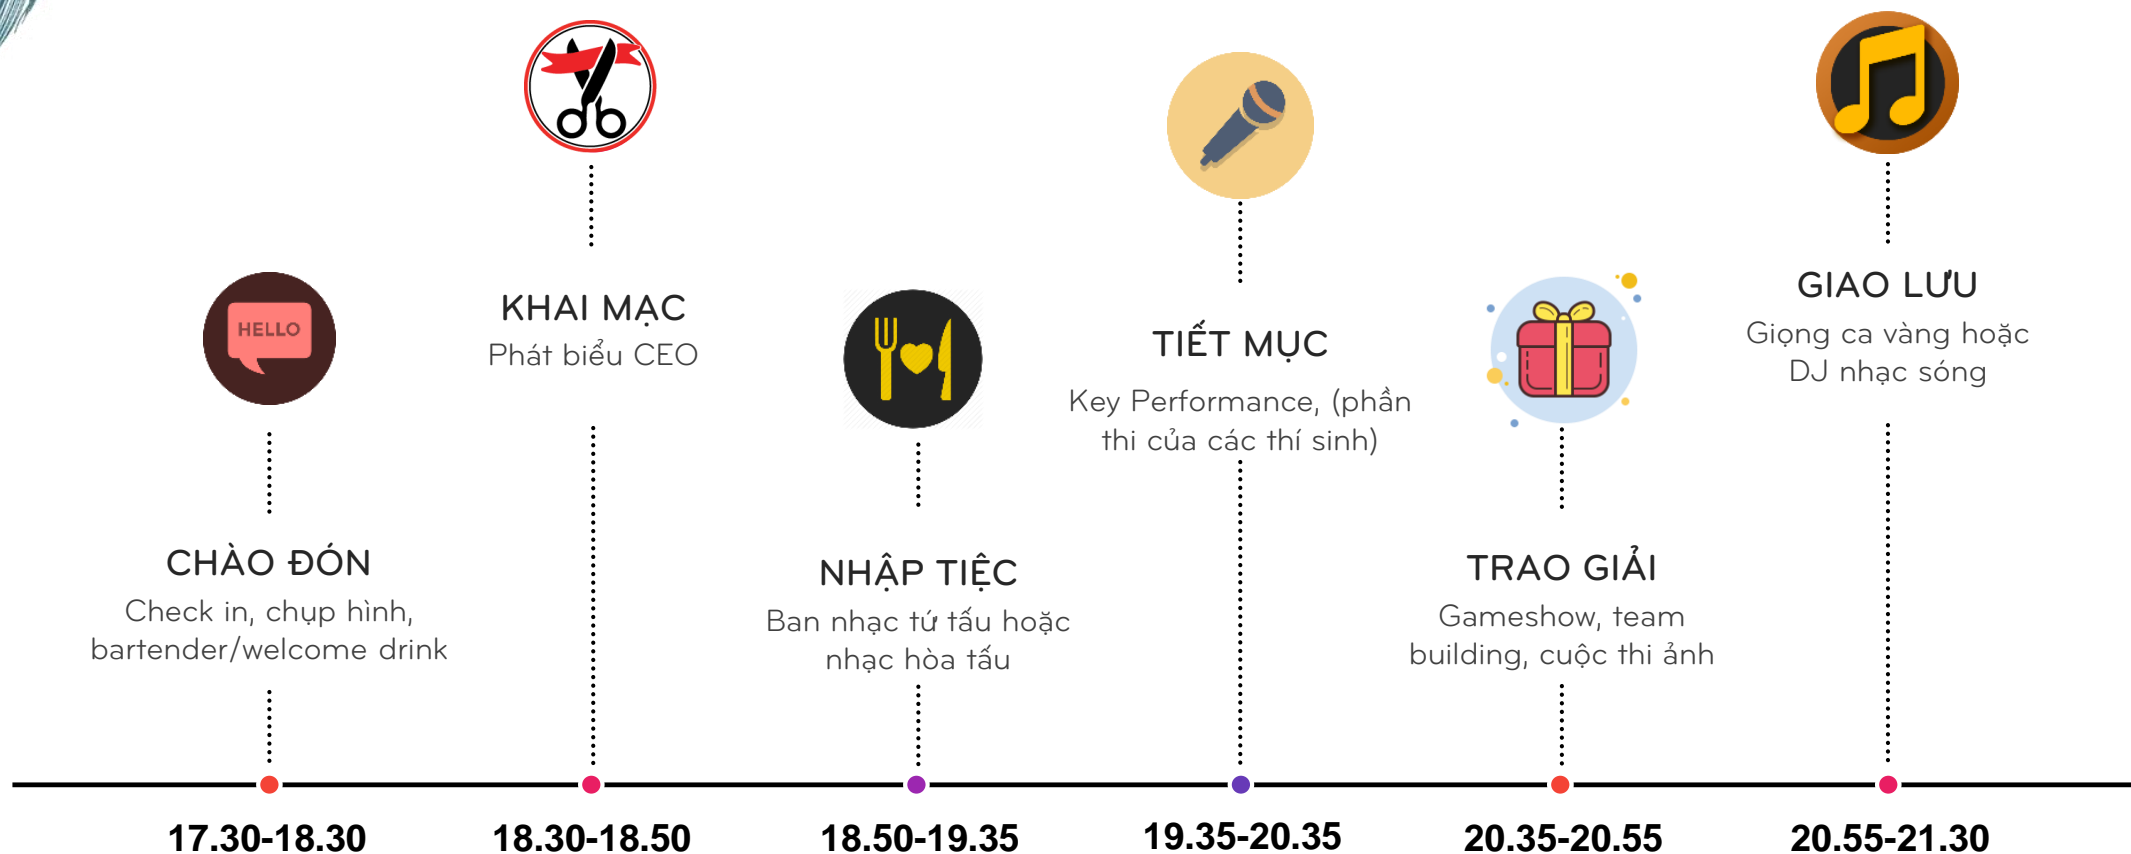 HELLO
CHÀO ĐÓN
Check in, chụp hình,
bartender/welcome drink
17.30-18.30
KHAI MẠC
Phát biểu CEO
18.30-18.50
NHẬP TIỆC
Ban nhạc tứ tấu hoặc
nhạc hòa tấu
18.50-19.35
TIẾT MỤC
Key Performance, (phần
thi của các thí sinh)
19.35-20.35
TRAO GIẢI
Gameshow, team
building, cuộc thi ảnh
20.35-20.55
GIAO LƯU
Giọng ca vàng hoặc
DJ nhạc sóng
20.55-21.30